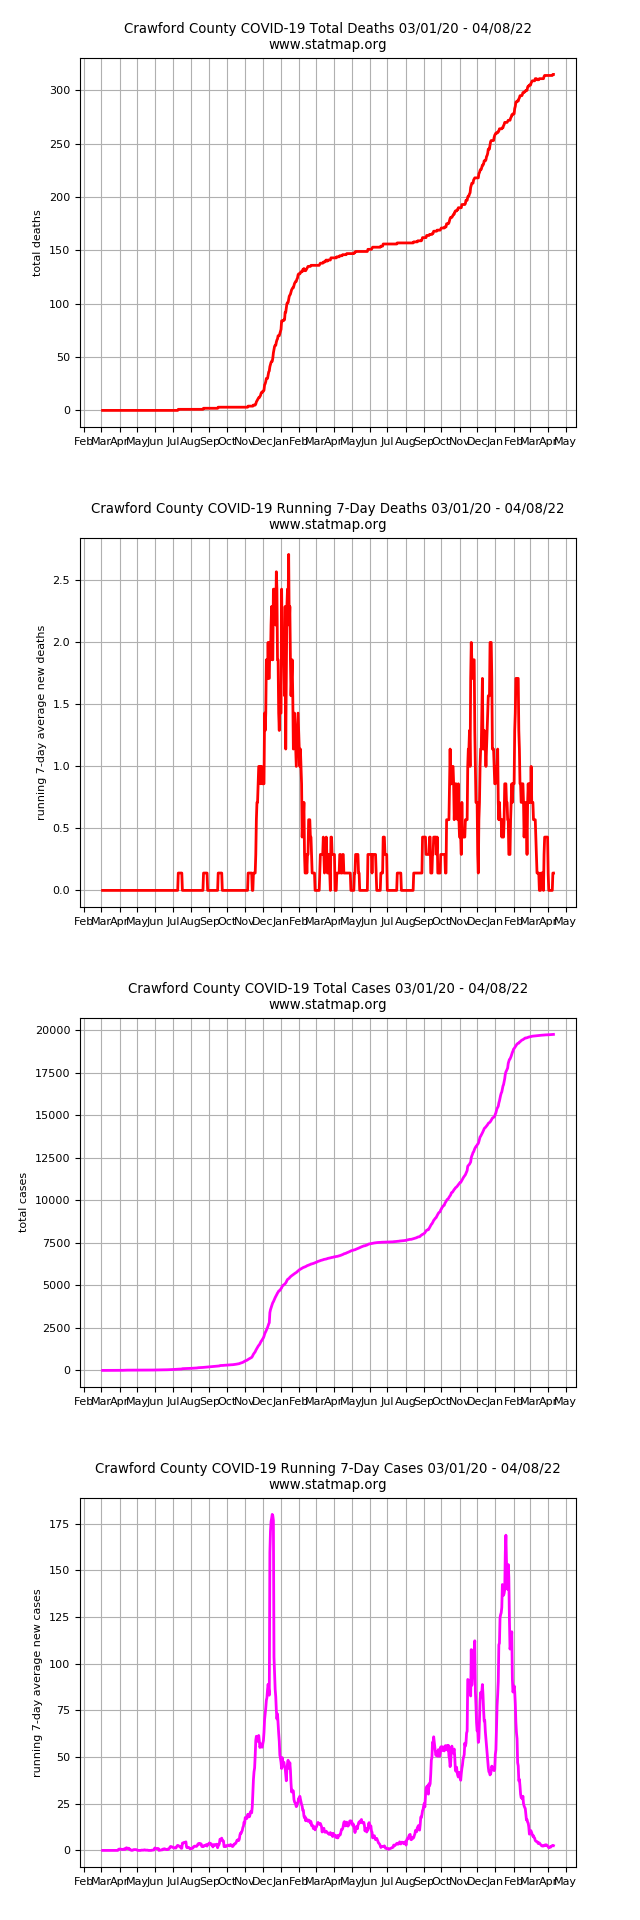 Crawford County COVID-19 Total Deaths 03/01/20 - 04/08/22
www.statmap.org
total deaths
300
250
200
150
100
50
0
Feb Mar Apr May Jun Jul Aug Sep Oct Nov Dec Jan Feb Mar Apr May Jun Jul Aug Sep Oct Nov Dec Jan Feb Mar Apr May
Crawford County COVID-19 Running 7-Day Deaths 03/01/20 - 04/08/22
www.statmap.org
running 7-day average new deaths
2.5
2.0
1.5
1.0
0.5
0.0
Feb Mar Apr May Jun Jul Aug Sep Oct Nov Dec Jan Feb Mar Apr May Jun Jul Aug Sep Oct Nov Dec Jan Feb Mar Apr May
Crawford County COVID-19 Total Cases 03/01/20 - 04/08/22
www.statmap.org
total cases
20000
17500
15000
12500
10000
7500
5000
2500
0
Feb Mar Apr May Jun Jul Aug Sep Oct Nov Dec Jan Feb Mar Apr May Jun Jul Aug Sep Oct Nov Dec Jan Feb Mar Apr May
Crawford County COVID-19 Running 7-Day Cases 03/01/20 - 04/08/22
www.statmap.org
running 7-day average new cases
175
150
125
100
75
50
25
0
Feb Mar Apr May Jun Jul Aug Sep Oct Nov Dec Jan Feb Mar Apr May Jun Jul Aug Sep Oct Nov Dec Jan Feb Mar Apr May